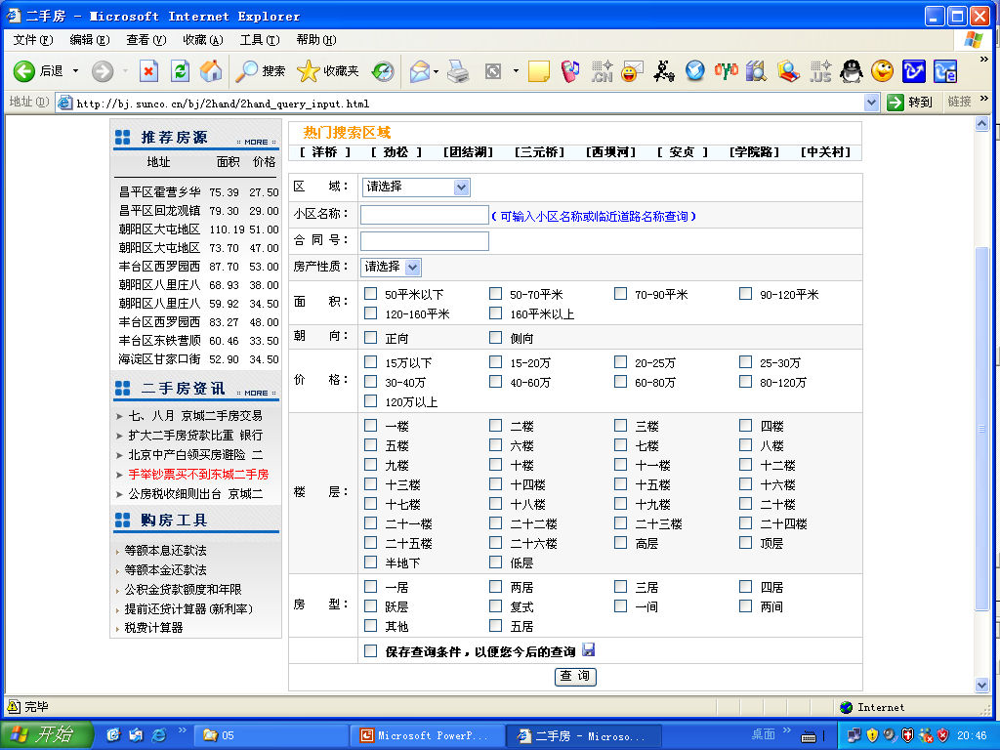 二手房 - Microsoft Internet Explorer
文件(F) 编辑(E) 查看(V) 收藏(A) 工具(T) 帮助(H)
后退 搜索 收藏夹 .CN .US
地址(D) http://bj.sunco.cn/bj/2hand/2hand_query_input.html 转到 链接
推荐房源 :: MORE ::
地址 面积 价格
昌平区霍营乡华 75.39 27.50
昌平区回龙观镇 79.30 29.00
朝阳区大屯地区 110.19 51.00
朝阳区大屯地区 73.70 47.00
丰台区西罗园西 87.70 53.00
朝阳区八里庄八 68.93 38.00
朝阳区八里庄八 59.92 34.50
丰台区西罗园西 83.27 48.00
丰台区东铁营顺 60.46 33.50
海淀区甘家口街 52.90 34.50
二手房资讯 :: MORE ::
七、八月 京城二手房交易
扩大二手房贷款比重 银行
北京中产白领买房避险 二
手举钞票买不到东城二手房
公房税收细则出台 京城二
购房工具
等额本息还款法
等额本金还款法
公积金贷款额度和年限
提前还贷计算器(新利率)
税费计算器
热门搜索区域
[ 洋桥 ] [ 劲松 ] [团结湖] [三元桥] [西坝河] [ 安贞 ] [学院路] [中关村]
区 域： 请选择
小区名称： (可输入小区名称或临近道路名称查询)
合 同 号：
房产性质： 请选择
面 积： 50平米以下 50-70平米 70-90平米 90-120平米
120-160平米 160平米以上
朝 向： 正向 侧向
价 格： 15万以下 15-20万 20-25万 25-30万
30-40万 40-60万 60-80万 80-120万
120万以上
楼 层： 一楼 二楼 三楼 四楼
五楼 六楼 七楼 八楼
九楼 十楼 十一楼 十二楼
十三楼 十四楼 十五楼 十六楼
十七楼 十八楼 十九楼 二十楼
二十一楼 二十二楼 二十三楼 二十四楼
二十五楼 二十六楼 高层 顶层
半地下 低层
房 型： 一居 两居 三居 四居
跃层 复式 一间 两间
其他 五居
保存查询条件，以便您今后的查询
查 询
完毕 Internet
开始 05 Microsoft PowerP... 二手房 - Microso... 桌面 20:46